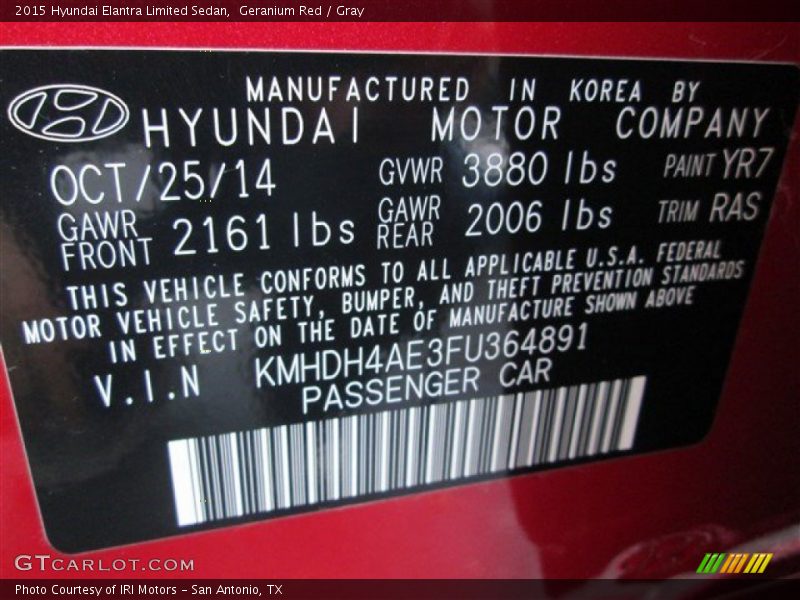 2015 Hyundai Elantra Limited Sedan,  Geranium Red / Gray
MANUFACTURED IN KOREA BY
HYUNDAI MOTOR COMPANY
OCT/25/14 GVWR 3880 lbs PAINT YR7
GAWR FRONT 2161 lbs GAWR REAR 2006 lbs TRIM RAS
THIS VEHICLE CONFORMS TO ALL APPLICABLE U.S.A. FEDERAL
MOTOR VEHICLE SAFETY, BUMPER, AND THEFT PREVENTION STANDARDS
IN EFFECT ON THE DATE OF MANUFACTURE SHOWN ABOVE
V.I.N KMHDH4AE3FU364891
PASSENGER CAR
GTCARLOT.COM
Photo Courtesy of IRI Motors – San Antonio, TX